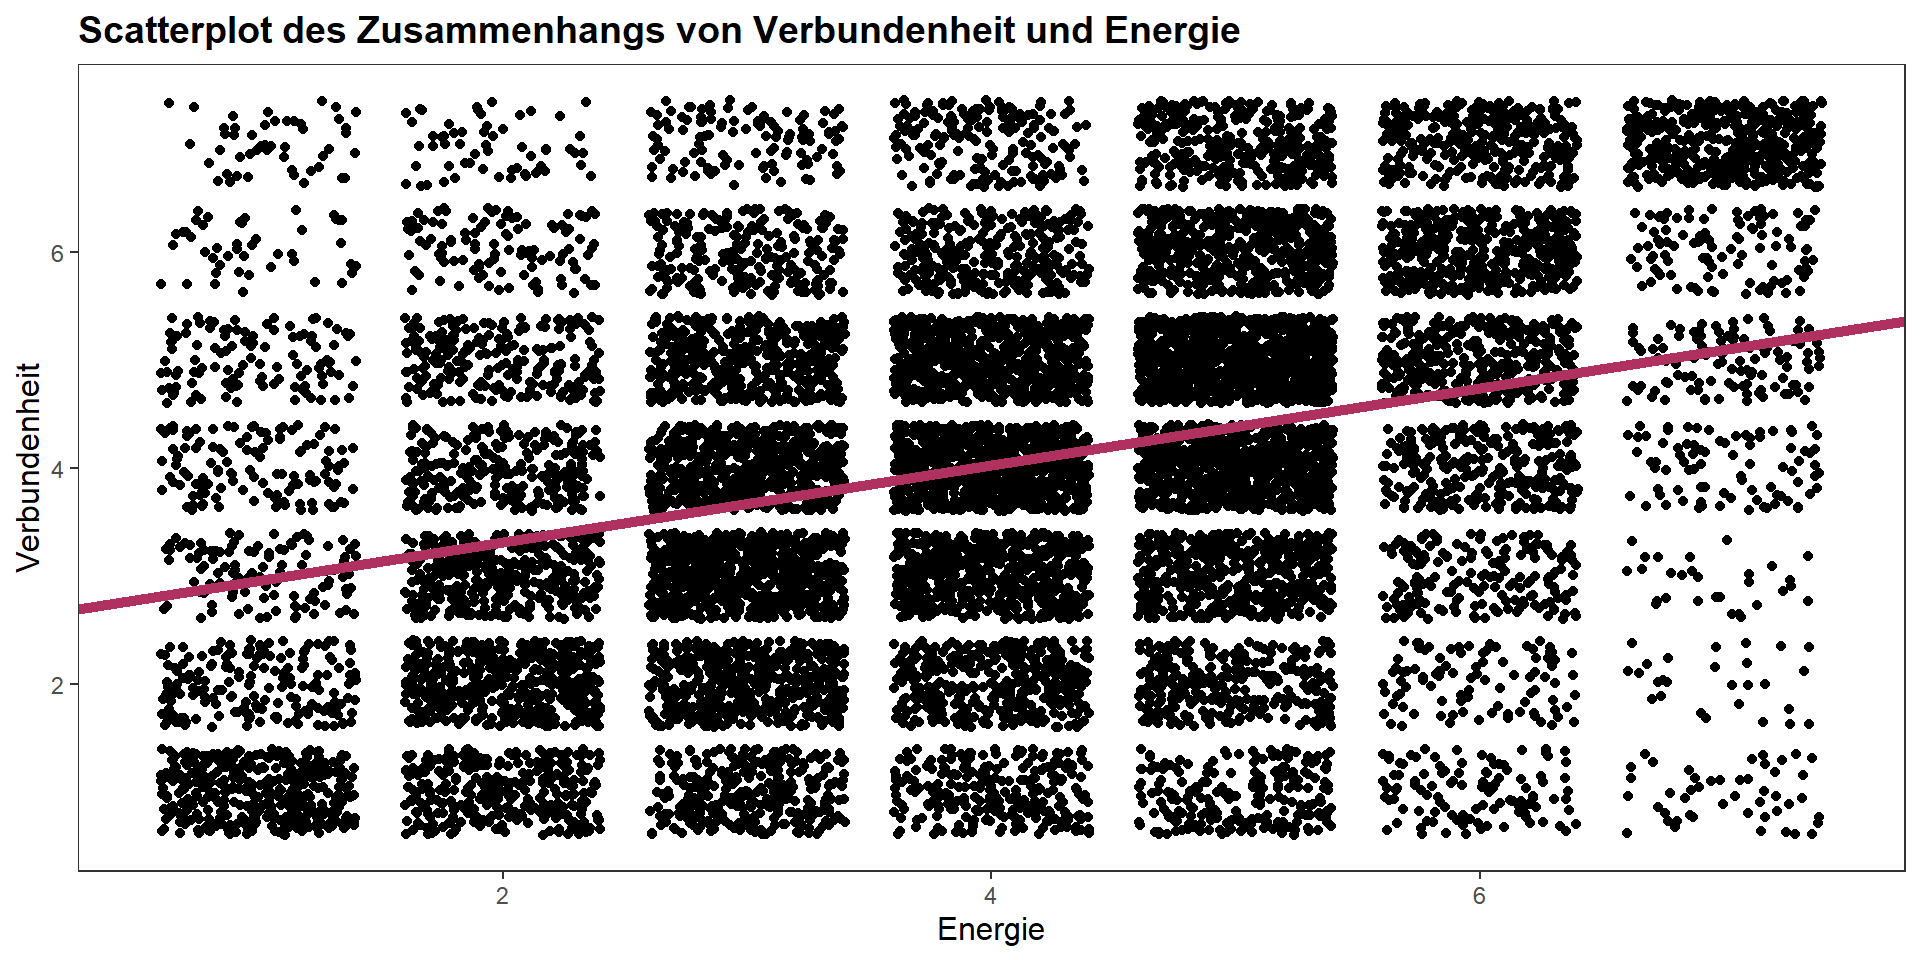 Scatterplot des Zusammenhangs von Verbundenheit und Energie
Verbundenheit
6
4
2
2 4 6
Energie